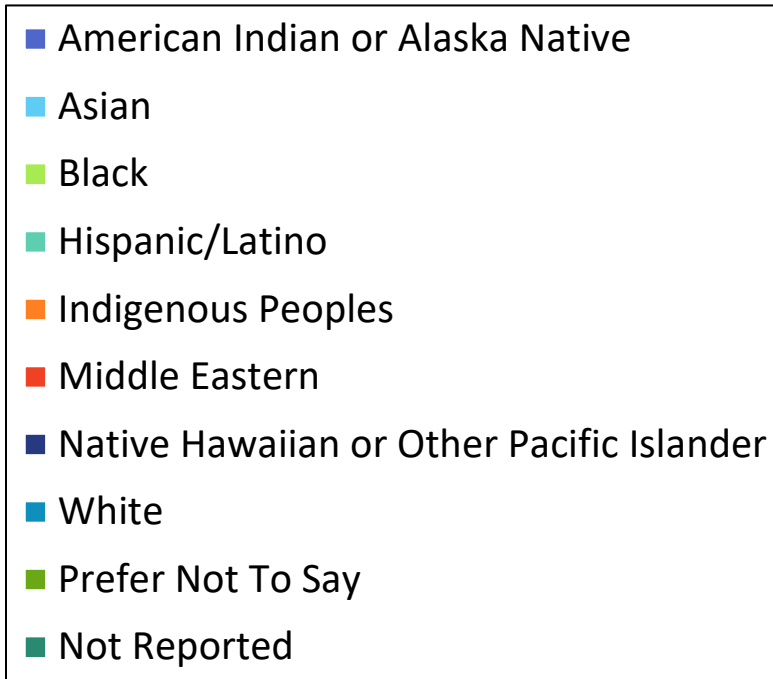 American Indian or Alaska Native
Asian
Black
Hispanic/Latino
Indigenous Peoples
Middle Eastern
Native Hawaiian or Other Pacific Islander
White
Prefer Not To Say
Not Reported